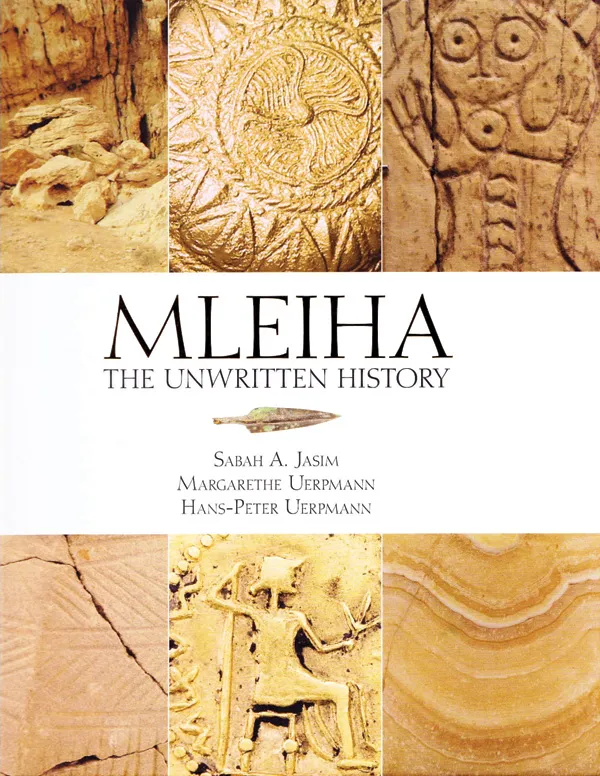 MLEIHA
THE UNWRITTEN HISTORY
SABAH A. JASIM
MARGARETHE UERPMANN
HANS-PETER UERPMANN